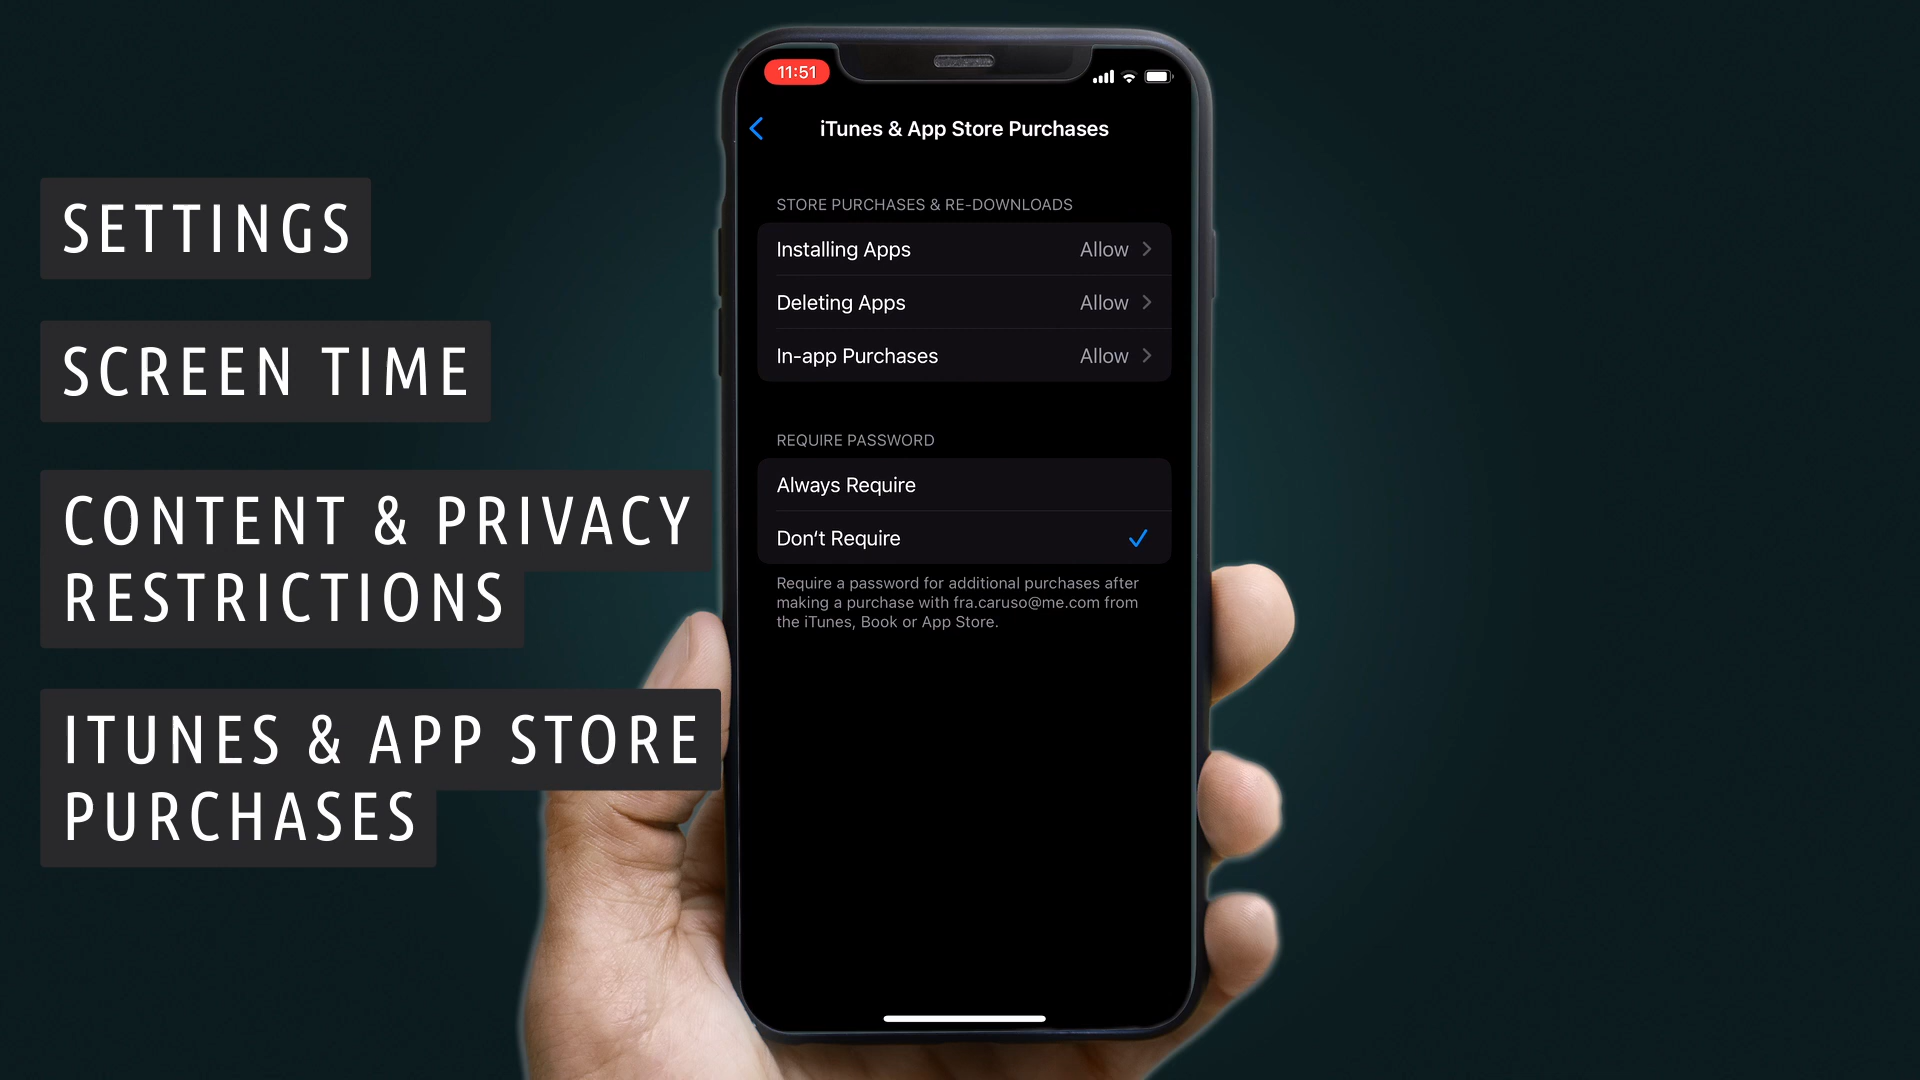 SETTINGS
SCREEN TIME
CONTENT & PRIVACY
RESTRICTIONS
ITUNES & APP STORE
PURCHASES
11:51
iTunes & App Store Purchases
STORE PURCHASES & RE-DOWNLOADS
Installing Apps Allow
Deleting Apps Allow
In-app Purchases Allow
REQUIRE PASSWORD
Always Require
Don't Require
Require a password for additional purchases after
making a purchase with fra.caruso@me.com from
the iTunes, Book or App Store.